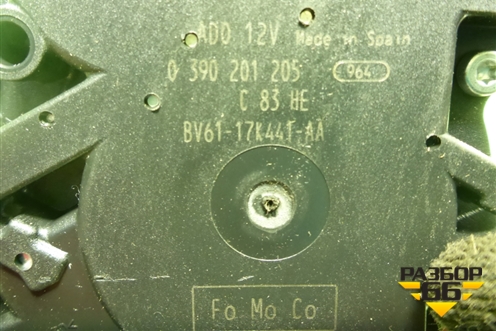 ADD 12V Made in Spain
0 390 201 205 964
C 83 HE
BV61-17K441-AA
Fo Mo Co
РАЗБОР
66